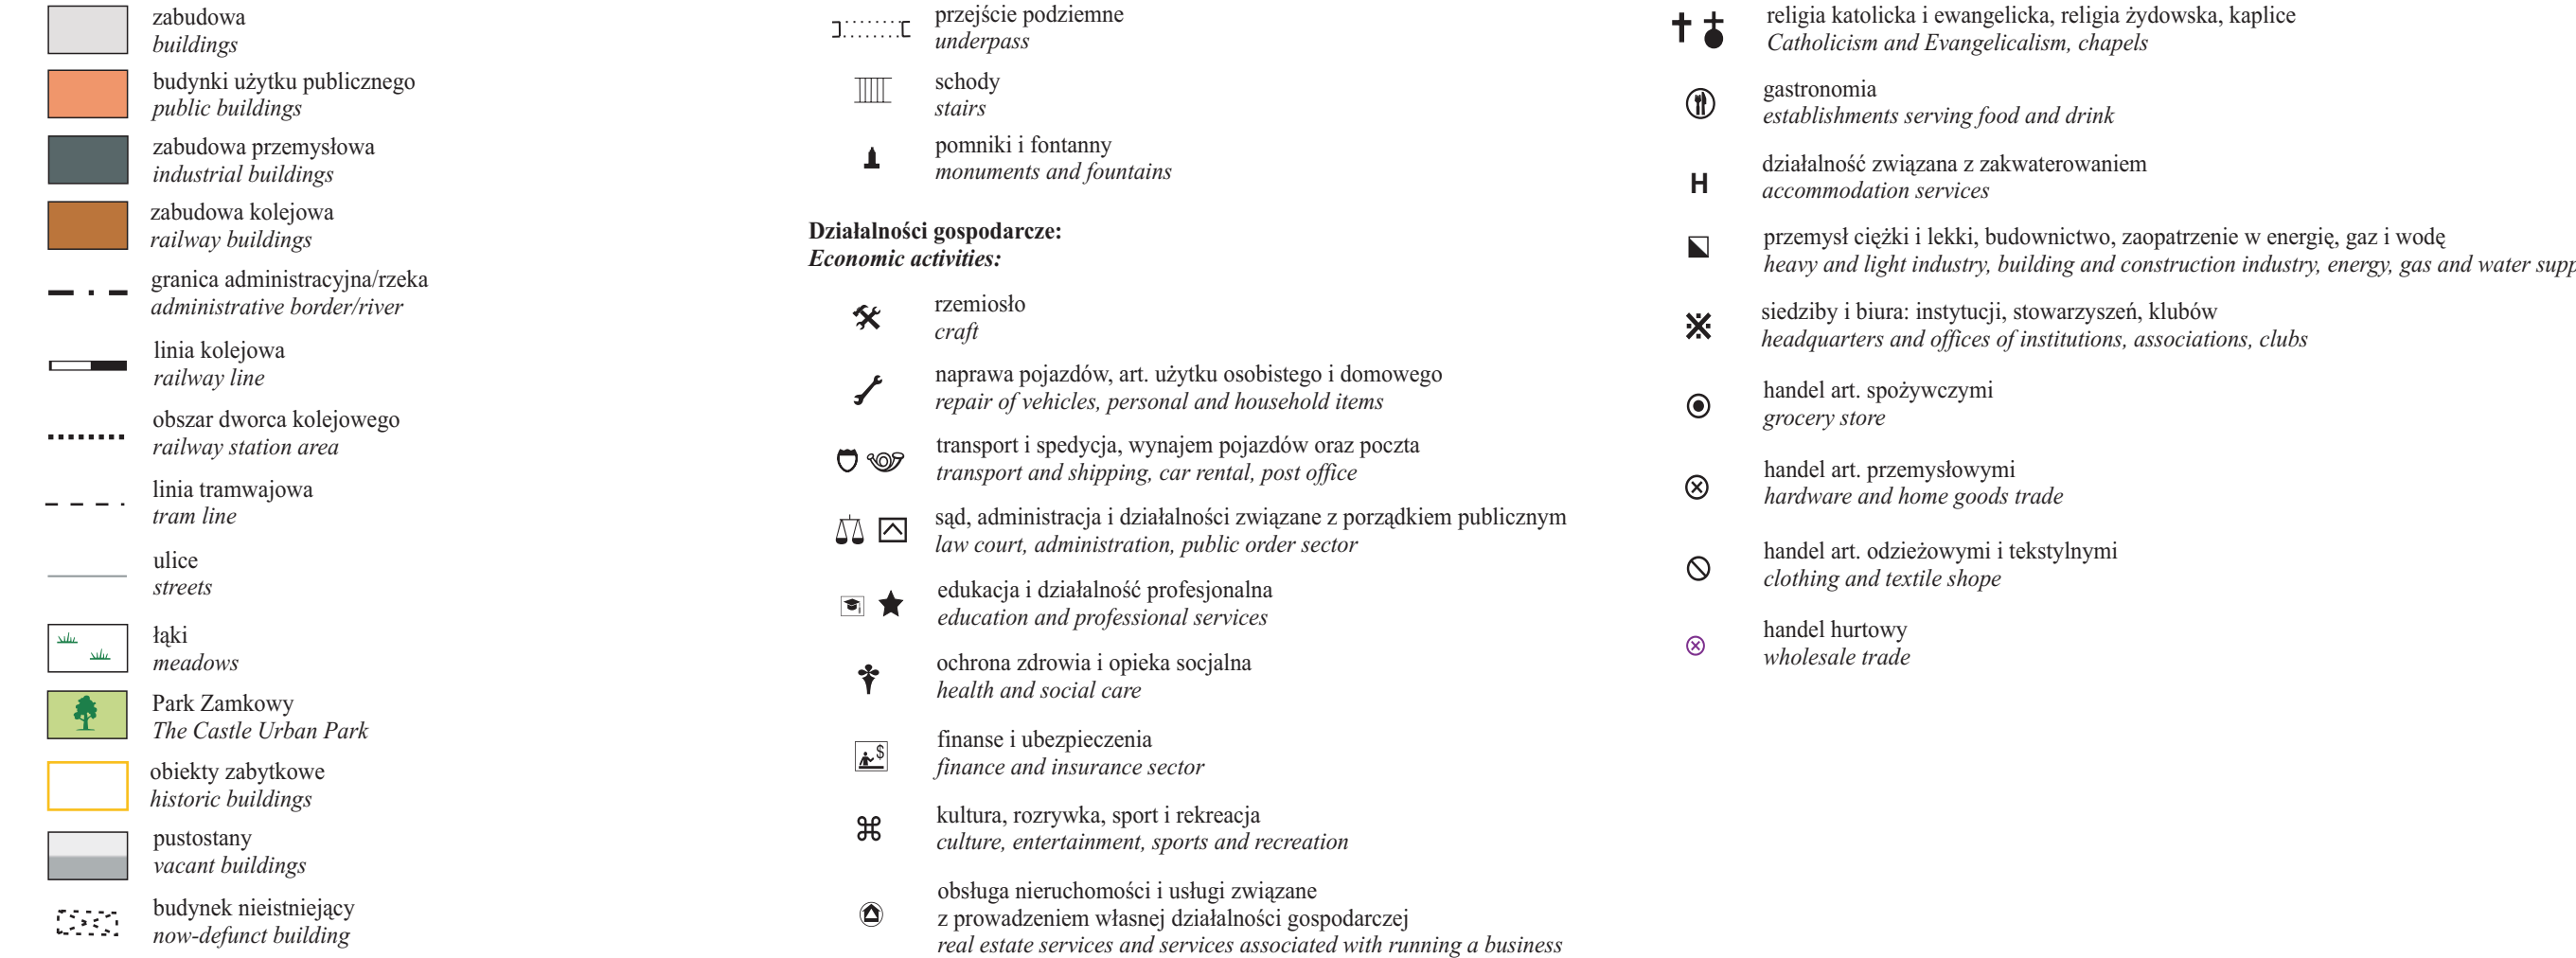 zabudowa
buildings
budynki użytku publicznego
public buildings
zabudowa przemysłowa
industrial buildings
zabudowa kolejowa
railway buildings
granica administracyjna/rzeka
administrative border/river
linia kolejowa
railway line
obszar dworca kolejowego
railway station area
linia tramwajowa
tram line
ulice
streets
łąki
meadows
Park Zamkowy
The Castle Urban Park
obiekty zabytkowe
historic buildings
pustostany
vacant buildings
budynek nieistniejący
now-defunct building
przejście podziemne
underpass
schody
stairs
pomniki i fontanny
monuments and fountains
Działalności gospodarcze:
Economic activities:
rzemiosło
craft
naprawa pojazdów, art. użytku osobistego i domowego
repair of vehicles, personal and household items
transport i spedycja, wynajem pojazdów oraz poczta
transport and shipping, car rental, post office
sąd, administracja i działalności związane z porządkiem publicznym
law court, administration, public order sector
edukacja i działalność profesjonalna
education and professional services
ochrona zdrowia i opieka socjalna
health and social care
$
finanse i ubezpieczenia
finance and insurance sector
kultura, rozrywka, sport i rekreacja
culture, entertainment, sports and recreation
obsługa nieruchomości i usługi związane
z prowadzeniem własnej działalności gospodarczej
real estate services and services associated with running a business
religia katolicka i ewangelicka, religia żydowska, kaplice
Catholicism and Evangelicalism, chapels
gastronomia
establishments serving food and drink
H
działalność związana z zakwaterowaniem
accommodation services
przemysł ciężki i lekki, budownictwo, zaopatrzenie w energię, gaz i wodę
heavy and light industry, building and construction industry, energy, gas and water supp
siedziby i biura: instytucji, stowarzyszeń, klubów
headquarters and offices of institutions, associations, clubs
handel art. spożywczymi
grocery store
handel art. przemysłowymi
hardware and home goods trade
handel art. odzieżowymi i tekstylnymi
clothing and textile shope
handel hurtowy
wholesale trade